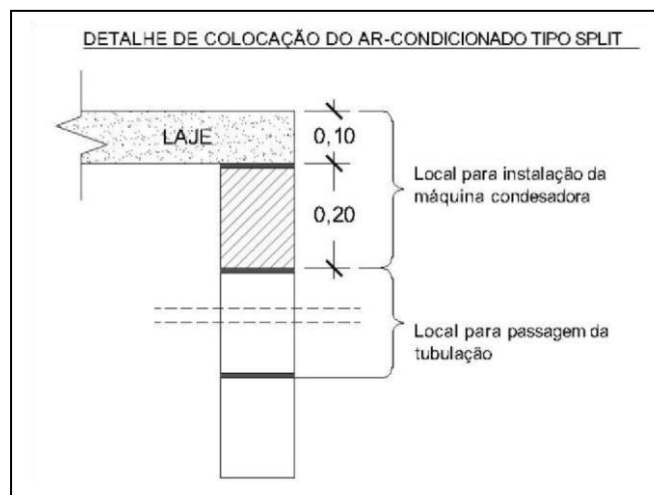 DETALHE DE COLOCAÇÃO DO AR-CONDICIONADO TIPO SPLIT
LAJE
0,10
Local para instalação da
máquina condesadora
0,20
Local para passagem da
tubulação